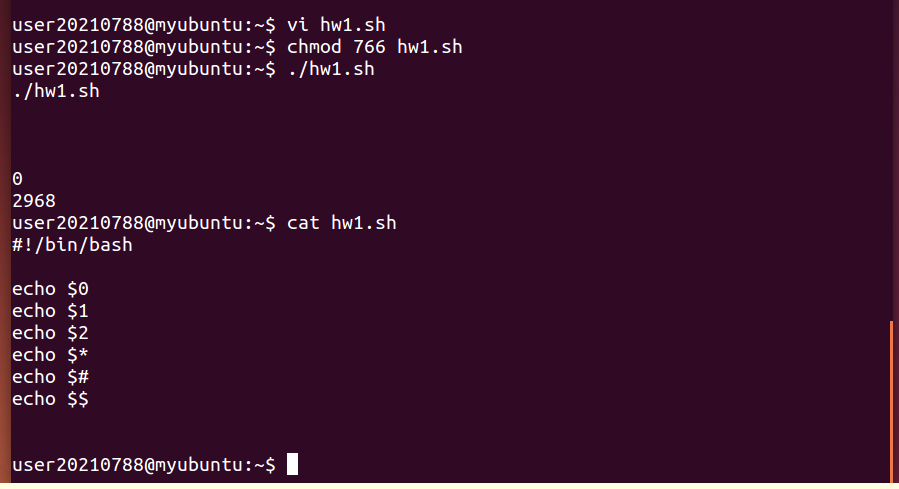 user20210788@myubuntu:~$ vi hw1.sh
user20210788@myubuntu:~$ chmod 766 hw1.sh
user20210788@myubuntu:~$ ./hw1.sh
./hw1.sh
0
2968
user20210788@myubuntu:~$ cat hw1.sh
#!/bin/bash
echo $0
echo $1
echo $2
echo $*
echo $#
echo $$
user20210788@myubuntu:~$